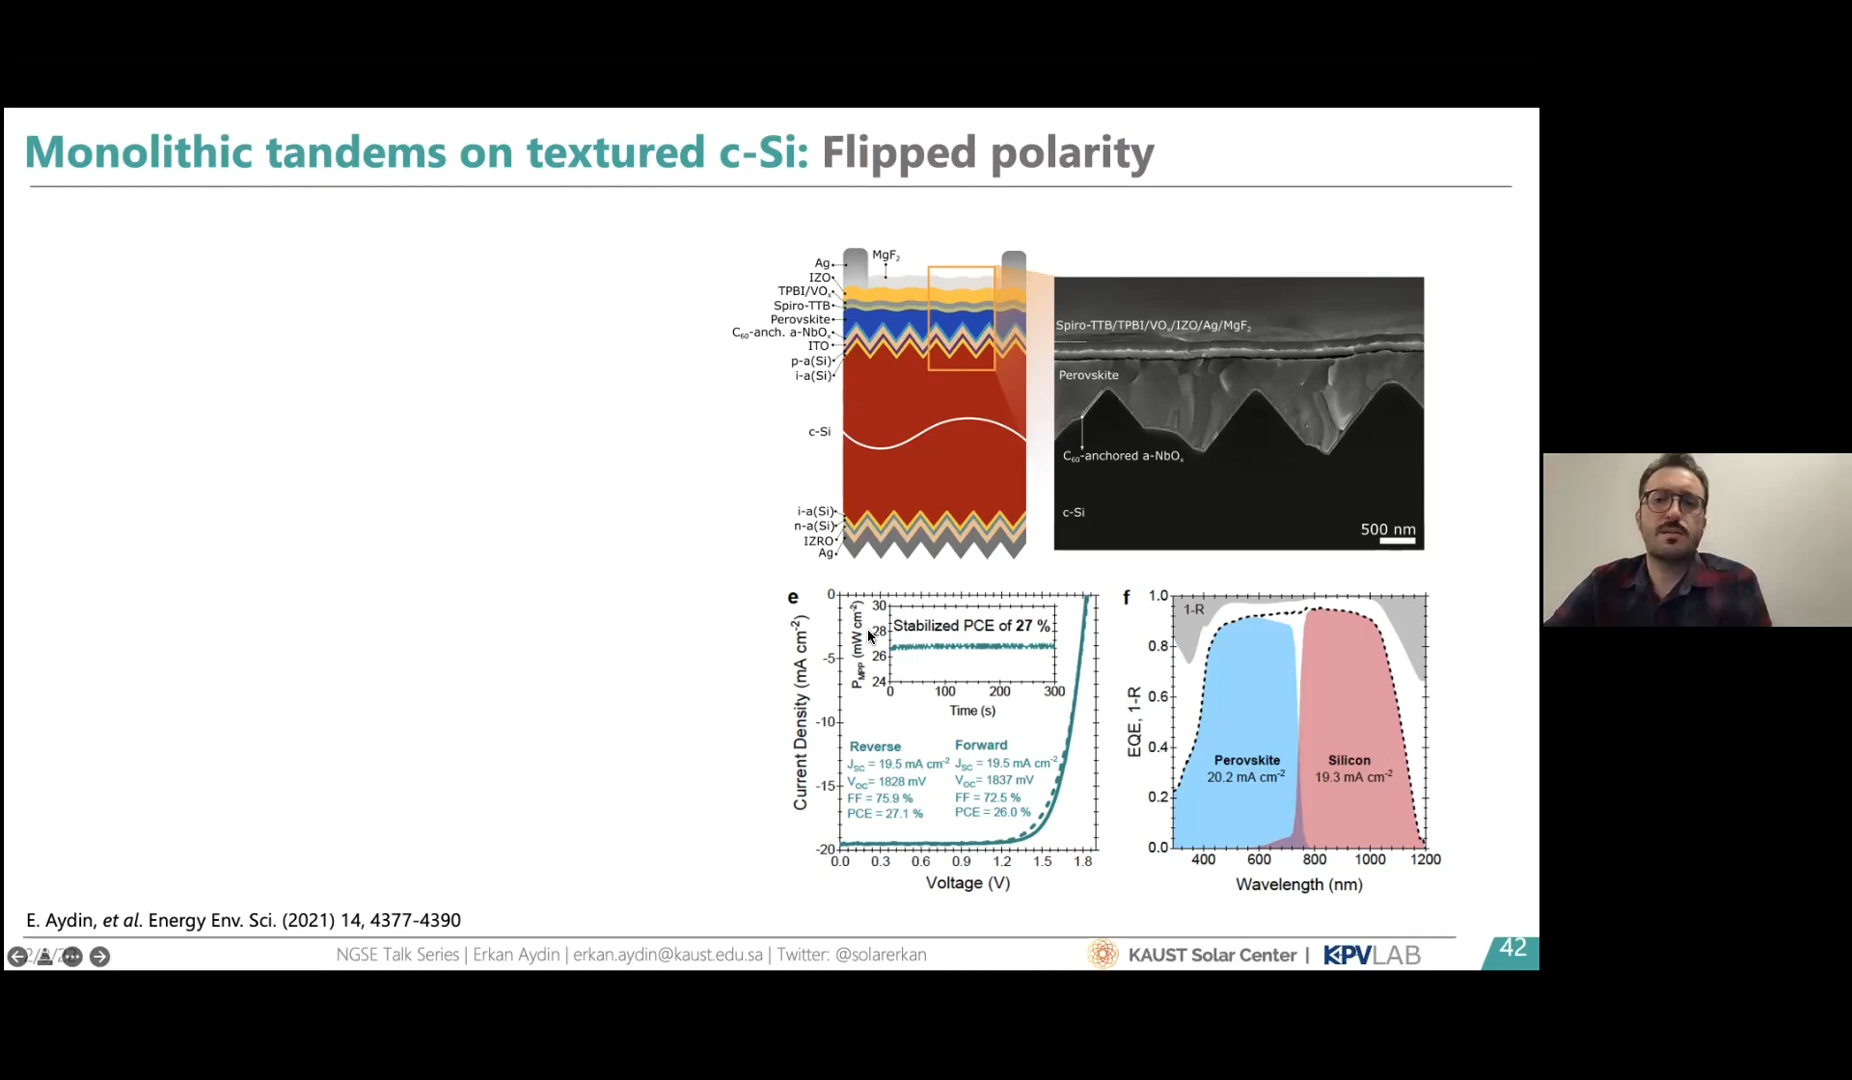 Monolithic tandems on textured c-Si: Flipped polarity
MgF₂
Ag
IZO
TPBI/VOₓ
Spiro-TTB
Perovskite
C₆₀-anch. a-NbOₓ
ITO
p-a(Si)
i-a(Si)
c-Si
i-a(Si)
n-a(Si)
IZRO
Ag
Spiro-TTB/TPBI/VOₓ/IZO/Ag/MgF₂
Perovskite
C₆₀-anchored a-NbOₓ
c-Si
500 nm
e
Current Density (mA cm⁻²)
0
-5
-10
-15
-20
0.0 0.3 0.6 0.9 1.2 1.5 1.8
Voltage (V)
P_MPP (mW cm⁻²)
30
28
26
24
Stabilized PCE of 27 %
0 100 200 300
Time (s)
Reverse
J_SC = 19.5 mA cm⁻²
V_OC= 1828 mV
FF = 75.9 %
PCE = 27.1 %
Forward
J_SC = 19.5 mA cm⁻²
V_OC= 1837 mV
FF = 72.5 %
PCE = 26.0 %
f
EQE, 1-R
1.0
0.8
0.6
0.4
0.2
0.0
1-R
Perovskite
20.2 mA cm⁻²
Silicon
19.3 mA cm⁻²
400 600 800 1000 1200
Wavelength (nm)
E. Aydin, et al. Energy Env. Sci. (2021) 14, 4377-4390
NGSE Talk Series | Erkan Aydin | erkan.aydin@kaust.edu.sa | Twitter: @solarerkan
KAUST Solar Center | KPVLAB
42